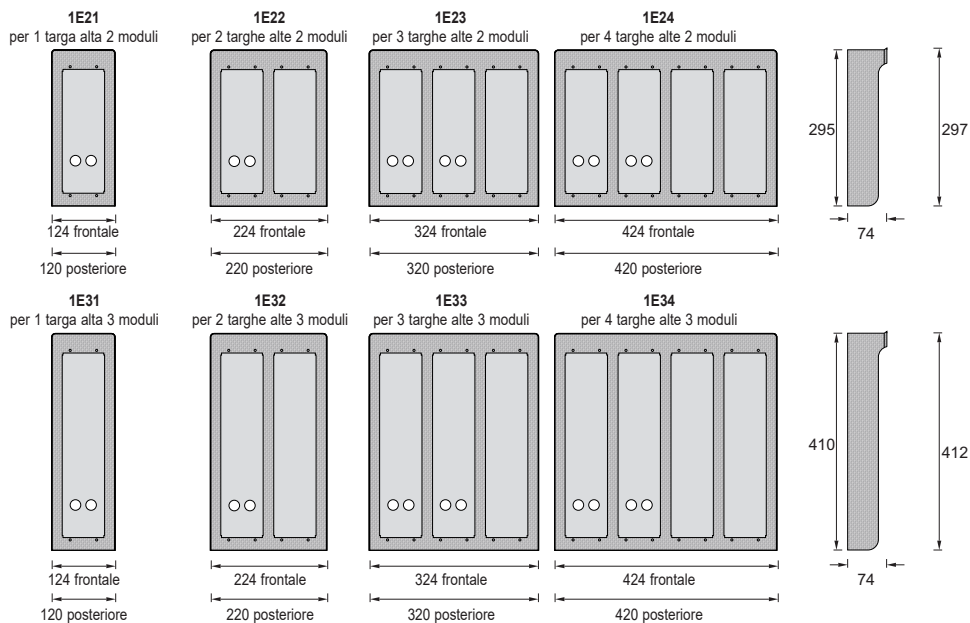 1E21
per 1 targa alta 2 moduli
1E22
per 2 targhe alte 2 moduli
1E23
per 3 targhe alte 2 moduli
1E24
per 4 targhe alte 2 moduli
295
297
124 frontale
224 frontale
324 frontale
424 frontale
74
120 posteriore
220 posteriore
320 posteriore
420 posteriore
1E31
per 1 targa alta 3 moduli
1E32
per 2 targhe alte 3 moduli
1E33
per 3 targhe alte 3 moduli
1E34
per 4 targhe alte 3 moduli
410
412
124 frontale
224 frontale
324 frontale
424 frontale
74
120 posteriore
220 posteriore
320 posteriore
420 posteriore